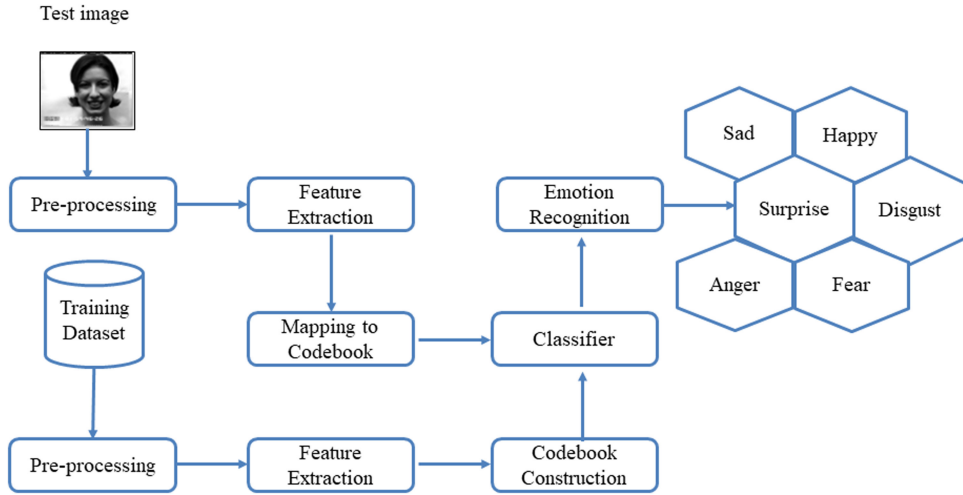 Test image
Pre-processing
Feature
Extraction
Emotion
Recognition
Sad
Happy
Surprise
Disgust
Anger
Fear
Training
Dataset
Mapping to
Codebook
Classifier
Pre-processing
Feature
Extraction
Codebook
Construction